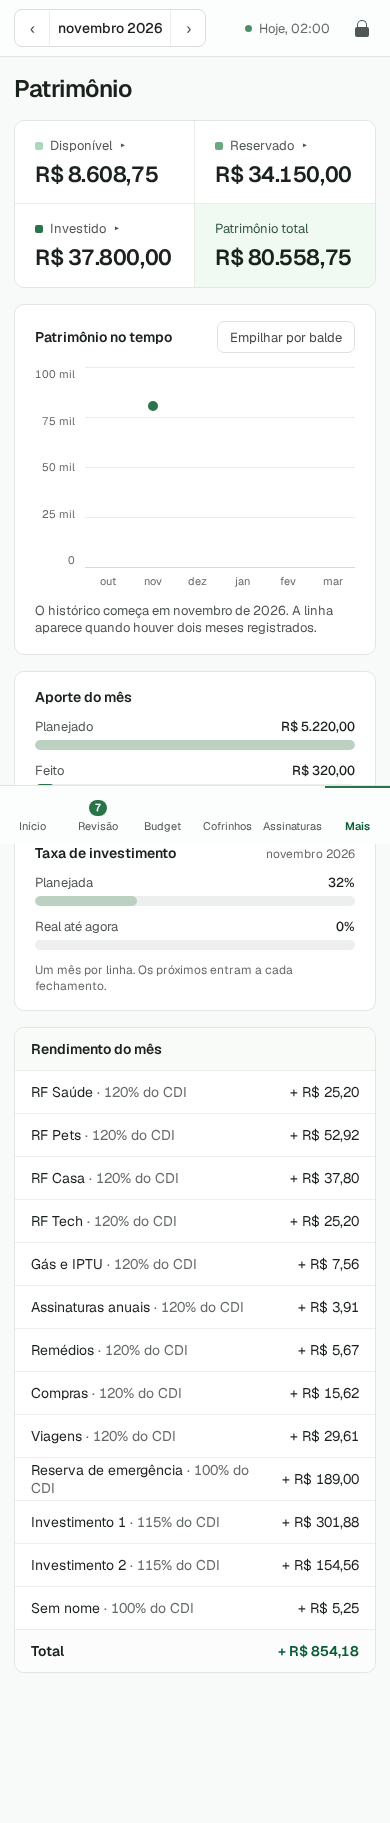 ‹ novembro 2026 › Hoje, 02:00
Patrimônio
Disponível ▸ Reservado ▸
R$ 8.608,75 R$ 34.150,00
Investido ▸ Patrimônio total
R$ 37.800,00 R$ 80.558,75
Patrimônio no tempo Empilhar por balde
100 mil
75 mil
50 mil
25 mil
0
out nov dez jan fev mar
O histórico começa em novembro de 2026. A linha
aparece quando houver dois meses registrados.
Aporte do mês
Planejado R$ 5.220,00
Feito R$ 320,00
7
Início Revisão Budget Cofrinhos Assinaturas Mais
Taxa de investimento novembro 2026
Planejada 32%
Real até agora 0%
Um mês por linha. Os próximos entram a cada
fechamento.
Rendimento do mês
RF Saúde · 120% do CDI + R$ 25,20
RF Pets · 120% do CDI + R$ 52,92
RF Casa · 120% do CDI + R$ 37,80
RF Tech · 120% do CDI + R$ 25,20
Gás e IPTU · 120% do CDI + R$ 7,56
Assinaturas anuais · 120% do CDI + R$ 3,91
Remédios · 120% do CDI + R$ 5,67
Compras · 120% do CDI + R$ 15,62
Viagens · 120% do CDI + R$ 29,61
Reserva de emergência · 100% do
CDI + R$ 189,00
Investimento 1 · 115% do CDI + R$ 301,88
Investimento 2 · 115% do CDI + R$ 154,56
Sem nome · 100% do CDI + R$ 5,25
Total + R$ 854,18